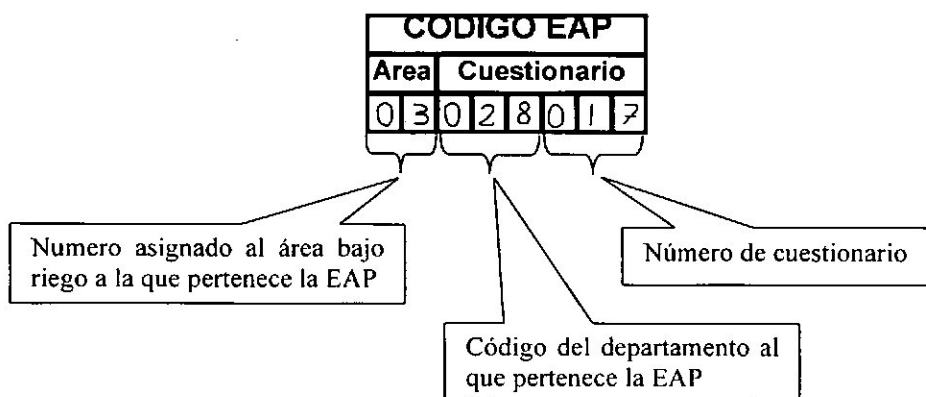 CODIGO EAP
Area Cuestionario
0 3 0 2 8 0 1 7
Numero asignado al área bajo
riego a la que pertenece la EAP
Número de cuestionario
Código del departamento al
que pertenece la EAP